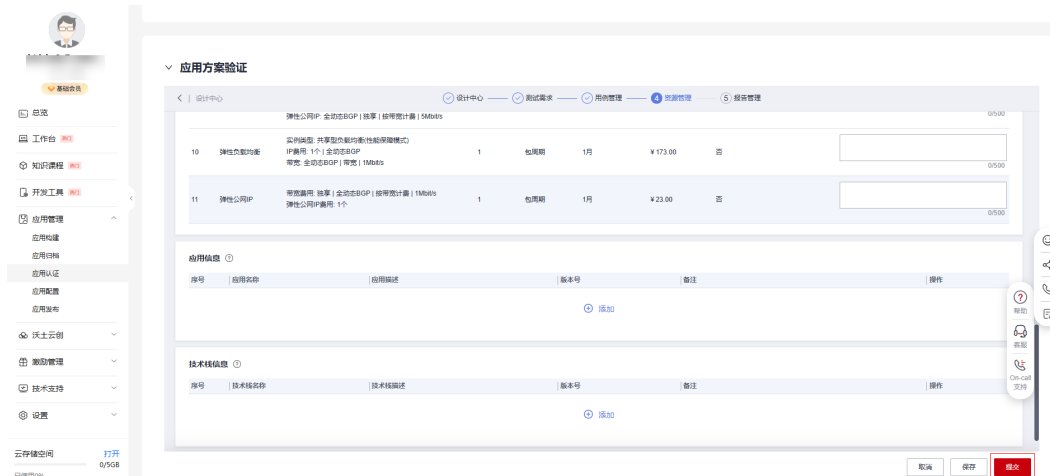 基础会员
总览
工作台 热门
知识课程 热门
开发工具 热门
应用管理
应用构建
应用归档
应用认证
应用配置
应用发布
沃土云创
激励管理
技术支持
设置
云存储空间 打开
0/5GB
应用方案验证
设计中心
设计中心 测试需求 用例管理 4 资源管理 5 报告管理
弹性公网IP: 全动态BGP | 独享 | 按带宽计费 | 5Mbit/s
0/500
10 弹性负载均衡 实例类型: 共享型负载均衡(性能保障模式) 1 包周期 1月 ¥ 173.00 否
IP费用: 1个 | 全动态BGP
带宽: 全动态BGP | 带宽 | 1Mbit/s
0/500
11 弹性公网IP 带宽费用: 独享 | 全动态BGP | 按带宽计费 | 1Mbit/s 1 包周期 1月 ¥ 23.00 否
弹性公网IP费用: 1个
0/500
应用信息
序号 应用名称 应用描述 版本号 备注 操作
添加
技术栈信息
序号 技术栈名称 技术栈描述 版本号 备注 操作
添加
取消 保存 提交
帮助
客服
On-call
支持